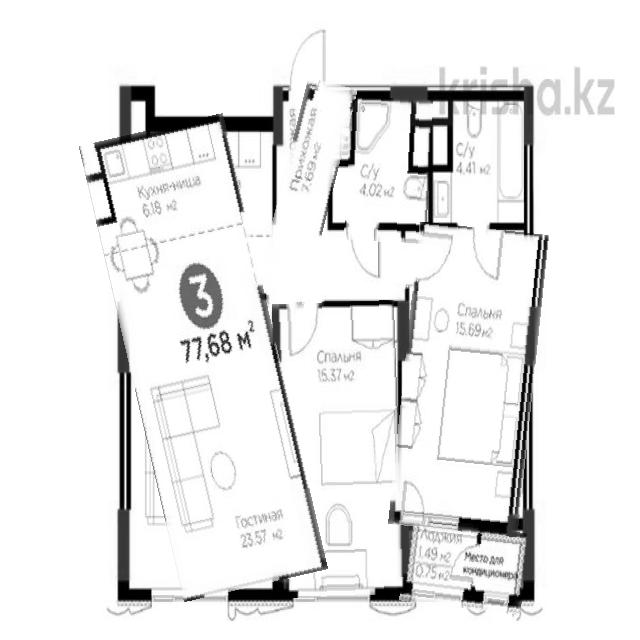 krisha.kz
Прихожая
7.69 м2
С/у
4.02 м2
С/у
4.41 м2
Кухня-ниша
6.18 м2
3
77,68 м2
Спальня
15.69 м2
Спальня
15.37 м2
Гостиная
23.57 м2
Лоджия
1.49 м2
0.75 м2
Место для
кондиционера